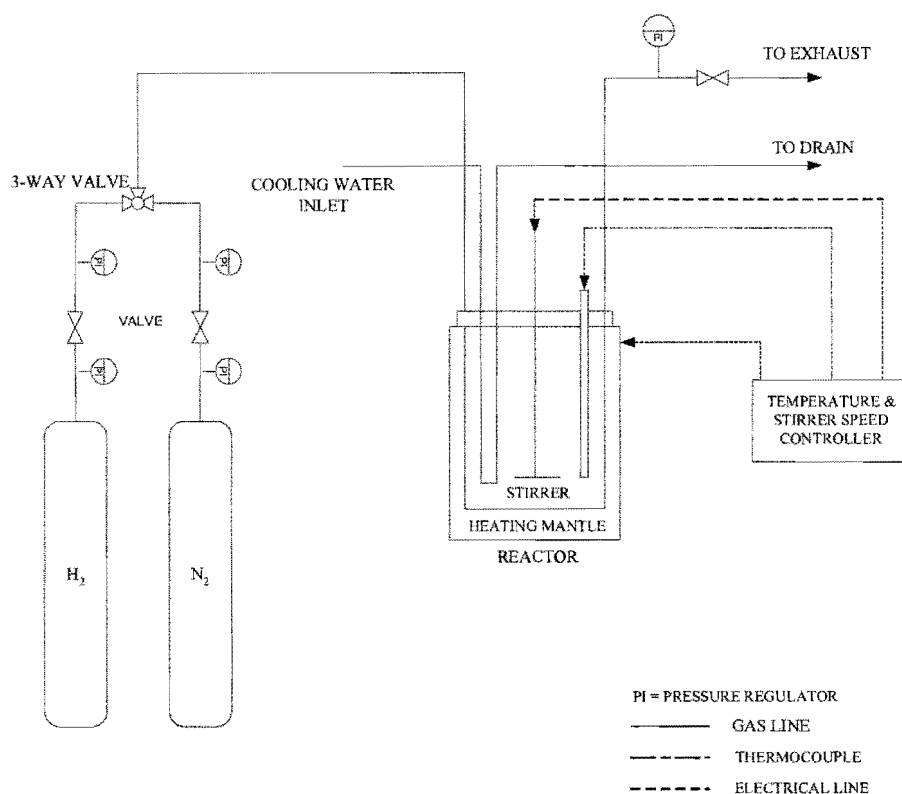 PI
TO EXHAUST
TO DRAIN
3-WAY VALVE
COOLING WATER
INLET
PI
PI
VALVE
PI
PI
TEMPERATURE &
STIRRER SPEED
CONTROLLER
STIRRER
HEATING MANTLE
REACTOR
H₂
N₂
PI = PRESSURE REGULATOR
GAS LINE
THERMOCOUPLE
ELECTRICAL LINE